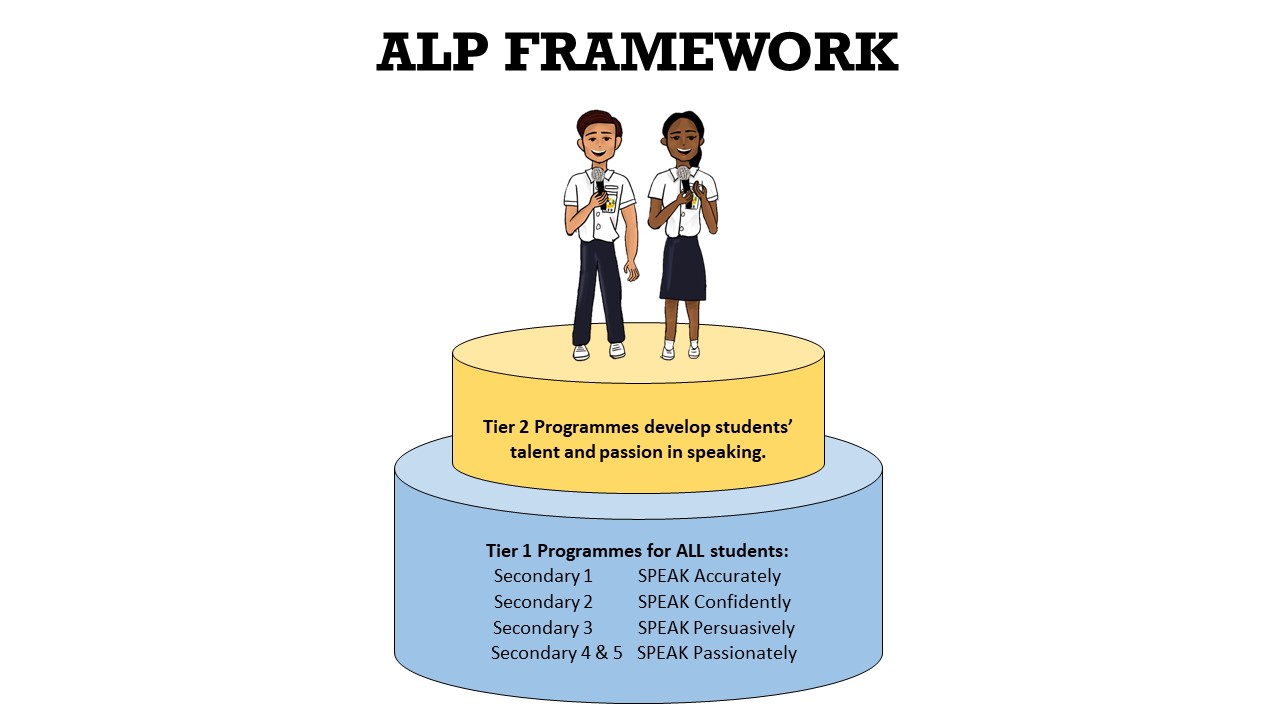 ALP FRAMEWORK
Tier 2 Programmes develop students’
talent and passion in speaking.
Tier 1 Programmes for ALL students:
Secondary 1 SPEAK Accurately
Secondary 2 SPEAK Confidently
Secondary 3 SPEAK Persuasively
Secondary 4 & 5 SPEAK Passionately